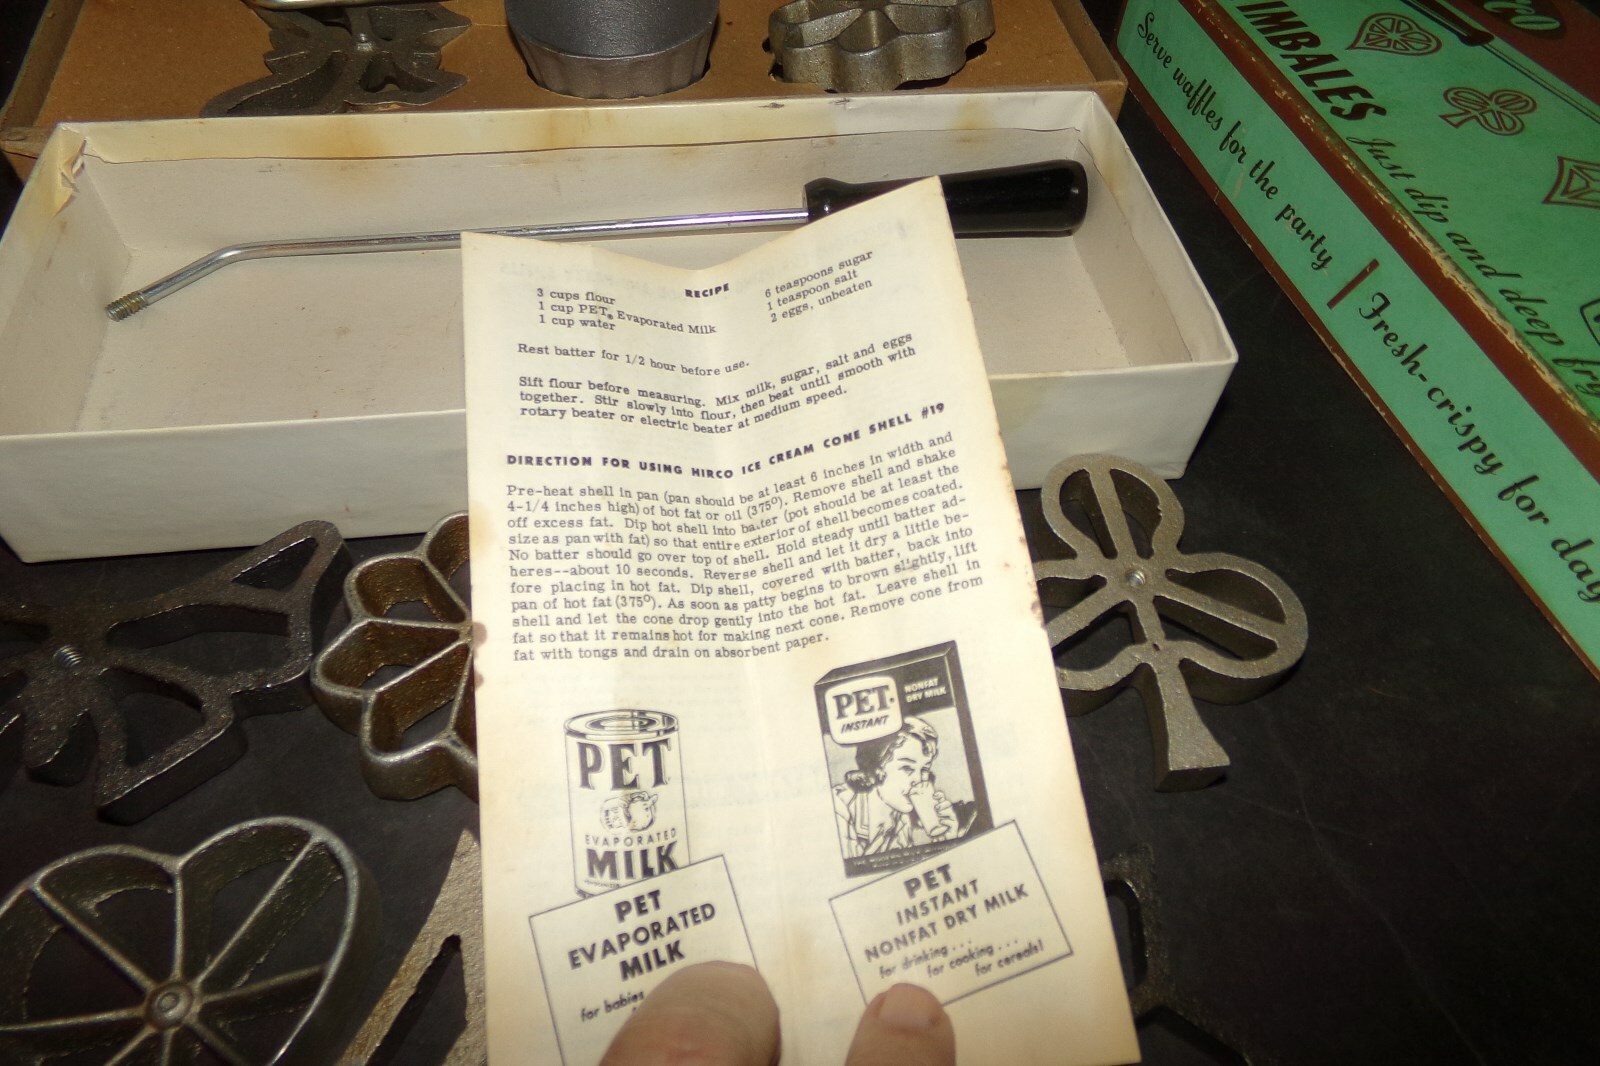 RECIPE
3 cups flour
1 cup PET® Evaporated Milk
1 cup water
6 teaspoons sugar
1 teaspoon salt
2 eggs, unbeaten
Rest batter for 1/2 hour before use.
Sift flour before measuring. Mix milk, sugar, salt and eggs
together. Stir slowly into flour, then beat until smooth with
rotary beater or electric beater at medium speed.
DIRECTION FOR USING HIRCO ICE CREAM CONE SHELL #19
Pre-heat shell in pan (pan should be at least 6 inches in width and
4-1/4 inches high) of hot fat or oil (375°). Remove shell and shake
off excess fat. Dip hot shell into batter (pot should be at least the
size as pan with fat) so that entire exterior of shell becomes coated.
No batter should go over top of shell. Hold steady until batter ad-
heres--about 10 seconds. Reverse shell and let it dry a little be-
fore placing in hot fat. Dip shell, covered with batter, back into
pan of hot fat (375°). As soon as patty begins to brown slightly, lift
shell and let the cone drop gently into the hot fat. Leave shell in
fat so that it remains hot for making next cone. Remove cone from
fat with tongs and drain on absorbent paper.
PET
EVAPORATED
MILK
PET
EVAPORATED
MILK
for babies
PET
INSTANT
NONFAT
DRY MILK
PET
INSTANT
NONFAT DRY MILK
for drinking...
for cooking...
for cereals!
IMBALES
Just dip and deep fry
Serve waffles for the party | Fresh-crispy for day